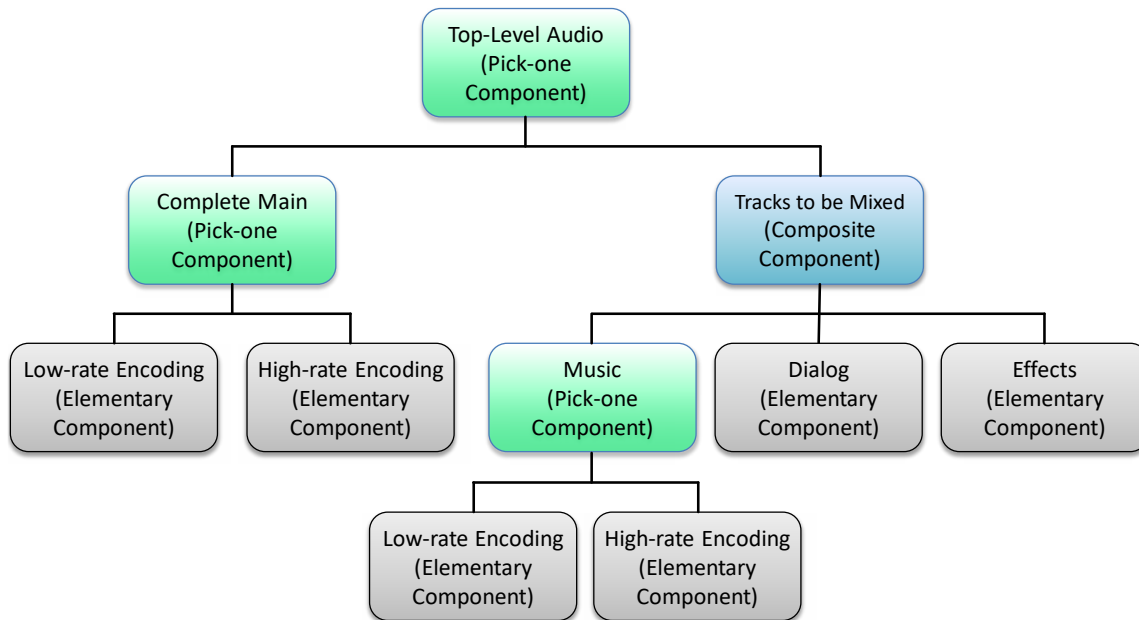 Top-Level Audio
(Pick-one
Component)
Complete Main
(Pick-one
Component)
Tracks to be Mixed
(Composite
Component)
Low-rate Encoding
(Elementary
Component)
High-rate Encoding
(Elementary
Component)
Music
(Pick-one
Component)
Dialog
(Elementary
Component)
Effects
(Elementary
Component)
Low-rate Encoding
(Elementary
Component)
High-rate Encoding
(Elementary
Component)